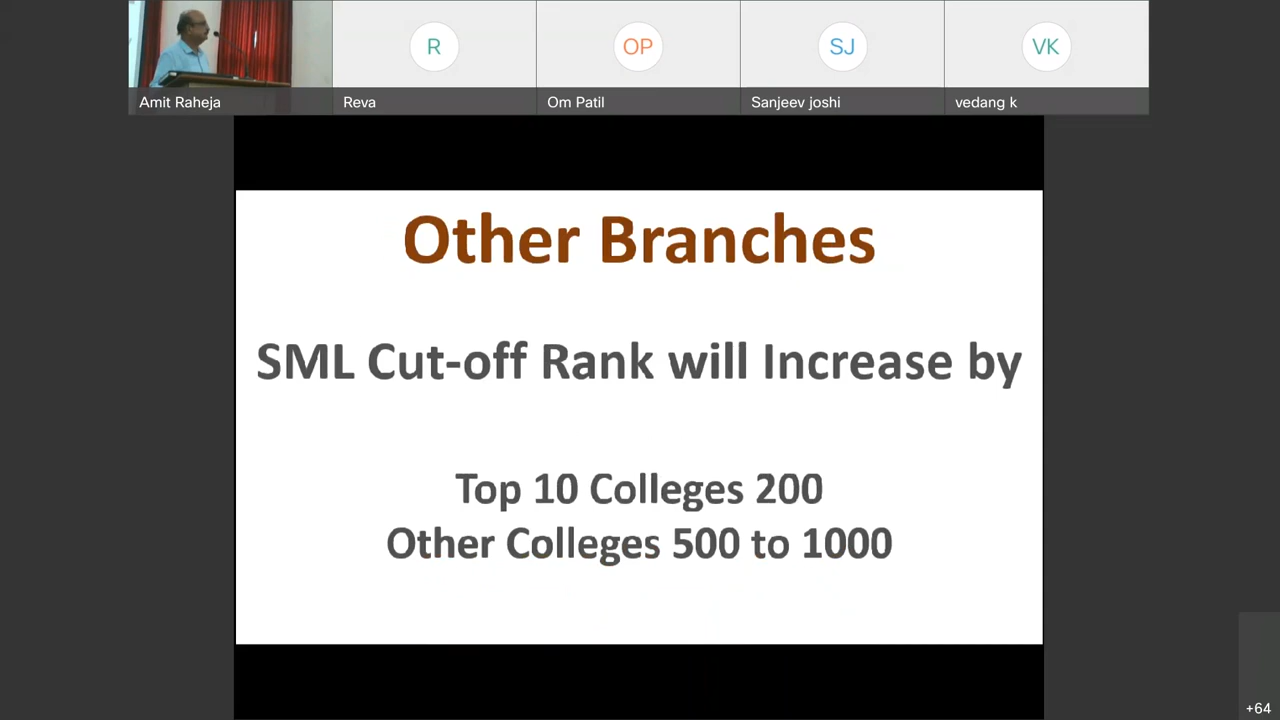 R
OP
SJ
VK
Amit Raheja
Reva
Om Patil
Sanjeev joshi
vedang k
Other Branches
SML Cut-off Rank will Increase by
Top 10 Colleges 200
Other Colleges 500 to 1000
+64